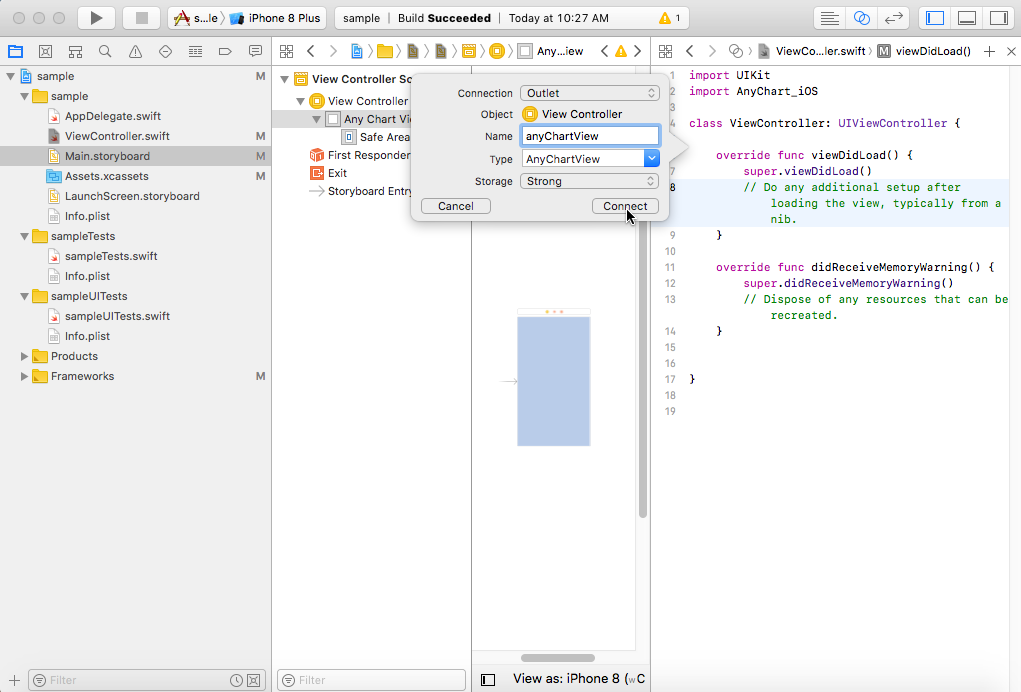 s...le
iPhone 8 Plus
sample | Build Succeeded | Today at 10:27 AM
1
Any...iew
ViewCo...ler.swift
M
viewDidLoad()
sample M
sample
AppDelegate.swift
ViewController.swift M
Main.storyboard M
Assets.xcassets M
LaunchScreen.storyboard
Info.plist
sampleTests
sampleTests.swift
Info.plist
sampleUITests
sampleUITests.swift
Info.plist
Products
Frameworks M
Filter
View Controller Sc
View Controller
Any Chart Vi
Safe Area
First Responder
Exit
Storyboard Entry
Filter
Connection Outlet
Object View Controller
Name anyChartView
Type AnyChartView
Storage Strong
Cancel Connect
View as: iPhone 8 (wC
1 import UIKit
2 import AnyChart_iOS
3
4 class ViewController: UIViewController {
override func viewDidLoad() {
7 super.viewDidLoad()
8 // Do any additional setup after
loading the view, typically from a
nib.
9 }
10
11 override func didReceiveMemoryWarning() {
12 super.didReceiveMemoryWarning()
13 // Dispose of any resources that can be
recreated.
14 }
15
16
17 }
18
19